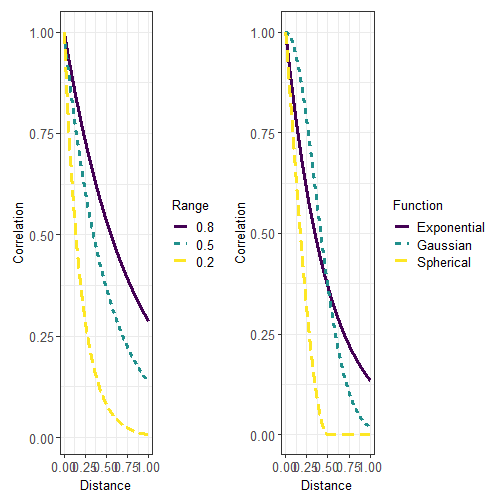 1.00
0.75
0.50
0.25
0.00
Correlation
0.00 0.25 0.50 0.75 1.00
Distance
Range
0.8
0.5
0.2
1.00
0.75
0.50
0.25
0.00
Correlation
0.00 0.25 0.50 0.75 1.00
Distance
Function
Exponential
Gaussian
Spherical